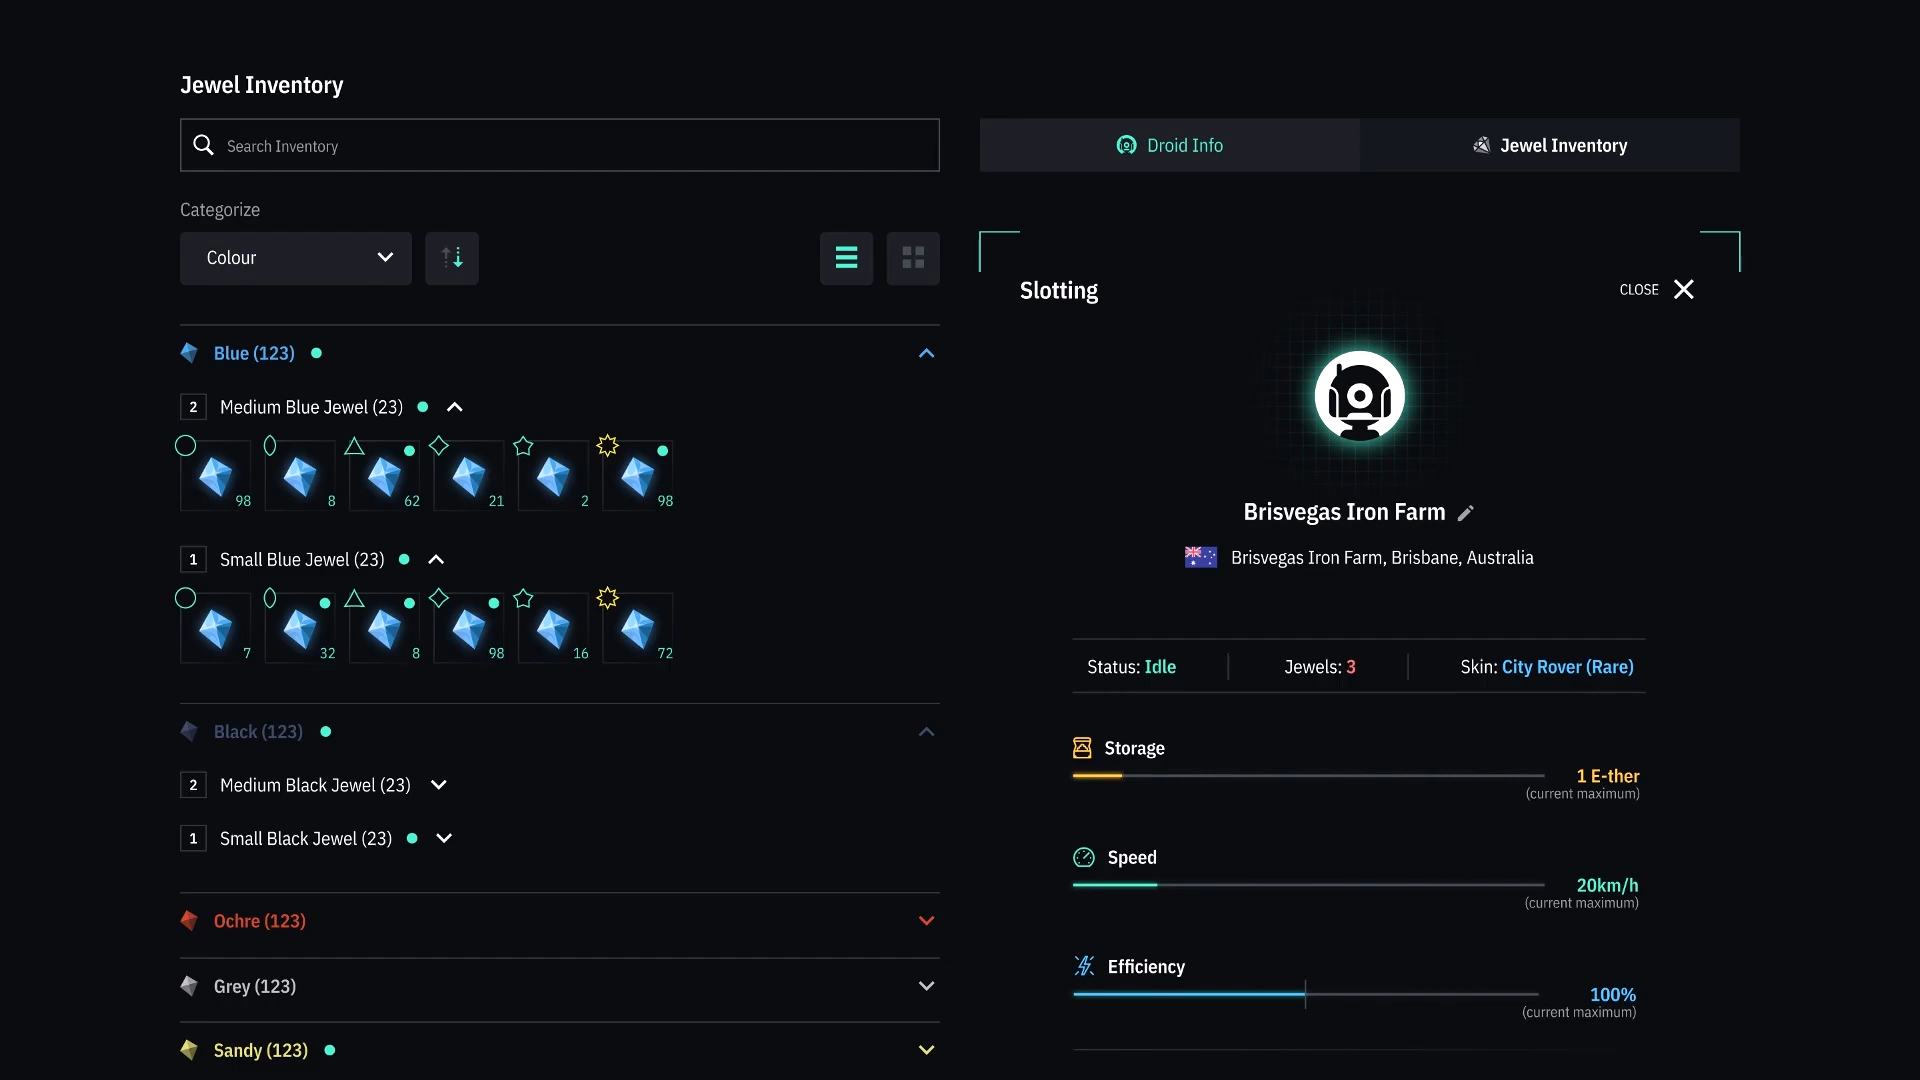 Jewel Inventory
Search Inventory
Categorize
Colour
Blue (123)
2 Medium Blue Jewel (23)
98 8 62 21 2 98
1 Small Blue Jewel (23)
7 32 8 98 16 72
Black (123)
2 Medium Black Jewel (23)
1 Small Black Jewel (23)
Ochre (123)
Grey (123)
Sandy (123)
Droid Info
Jewel Inventory
Slotting
CLOSE
Brisvegas Iron Farm
Brisvegas Iron Farm, Brisbane, Australia
Status: Idle
Jewels: 3
Skin: City Rover (Rare)
Storage
1 E-ther
(current maximum)
Speed
20km/h
(current maximum)
Efficiency
100%
(current maximum)